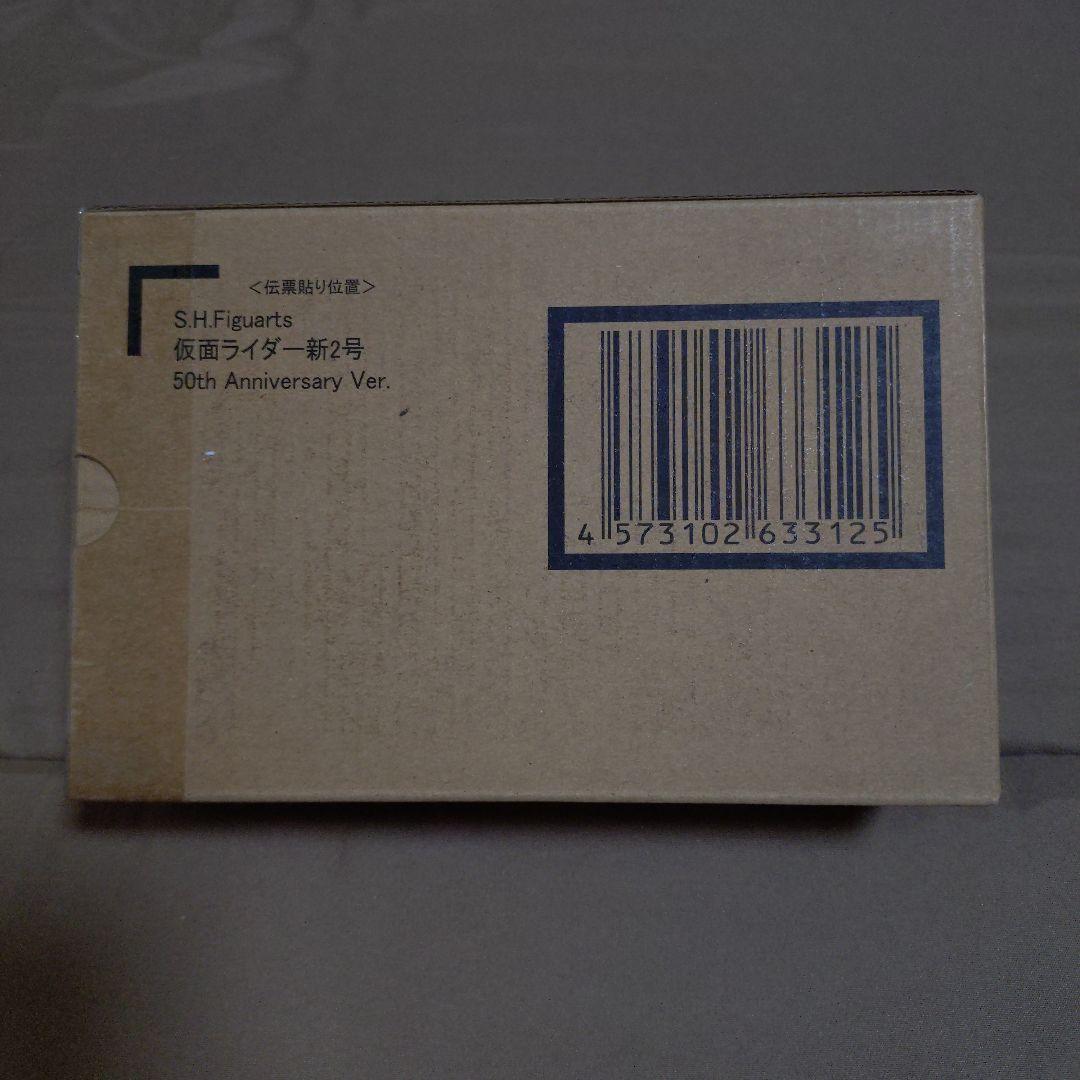 <伝票貼り位置>
S.H.Figuarts
仮面ライダー新2号
50th Anniversary Ver.
4 573102 633125